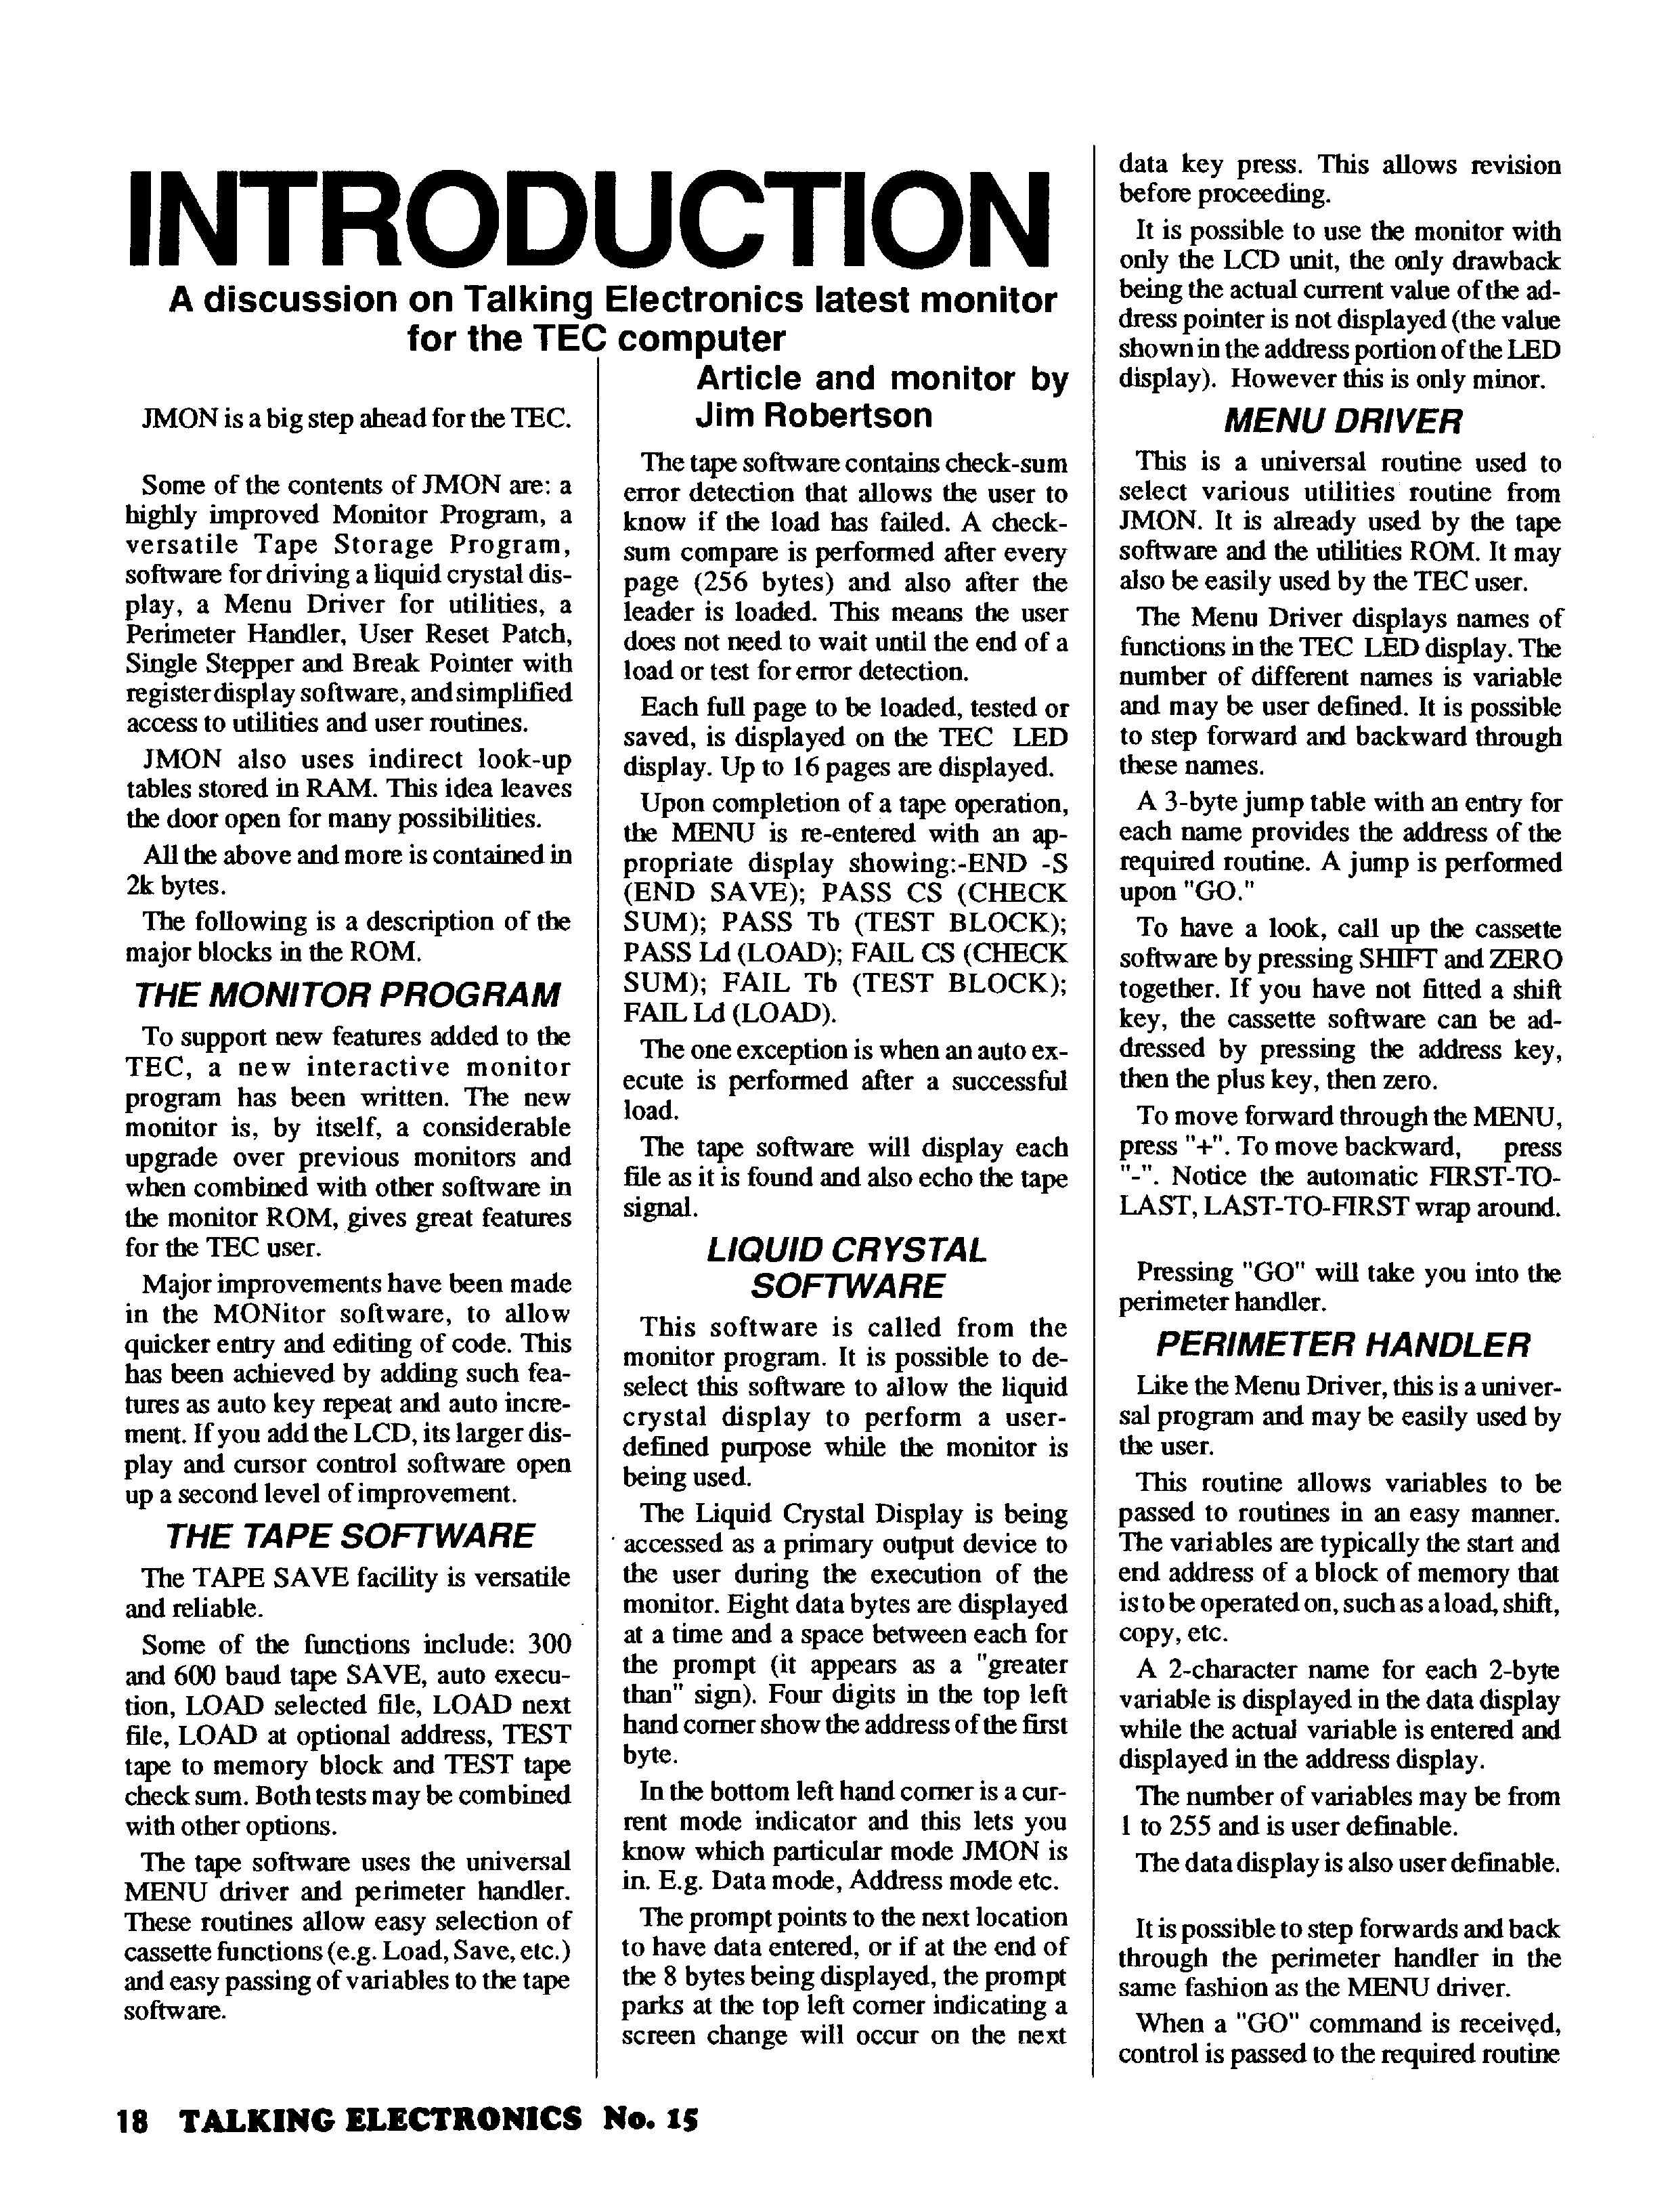 INTRODUCTION
A discussion on Talking Electronics latest monitor
for the TEC computer
Article and monitor by
Jim Robertson
JMON is a big step ahead for the TEC.
Some of the contents of JMON are: a
highly improved Monitor Program, a
versatile Tape Storage Program,
software for driving a liquid crystal dis-
play, a Menu Driver for utilities, a
Perimeter Handler, User Reset Patch,
Single Stepper and Break Pointer with
register display software, and simplified
access to utilities and user routines.
JMON also uses indirect look-up
tables stored in RAM. This idea leaves
the door open for many possibilities.
All the above and more is contained in
2k bytes.
The following is a description of the
major blocks in the ROM.
THE MONITOR PROGRAM
To support new features added to the
TEC, a new interactive monitor
program has been written. The new
monitor is, by itself, a considerable
upgrade over previous monitors and
when combined with other software in
the monitor ROM, gives great features
for the TEC user.
Major improvements have been made
in the MONitor software, to allow
quicker entry and editing of code. This
has been achieved by adding such fea-
tures as auto key repeat and auto incre-
ment. If you add the LCD, its larger dis-
play and cursor control software open
up a second level of improvement.
THE TAPE SOFTWARE
The TAPE SAVE facility is versatile
and reliable.
Some of the functions include: 300
and 600 baud tape SAVE, auto execu-
tion, LOAD selected file, LOAD next
file, LOAD at optional address, TEST
tape to memory block and TEST tape
check sum. Both tests may be combined
with other options.
The tape software uses the universal
MENU driver and perimeter handler.
These routines allow easy selection of
cassette functions (e.g. Load, Save, etc.)
and easy passing of variables to the tape
software.
The tape software contains check-sum
error detection that allows the user to
know if the load has failed. A check-
sum compare is performed after every
page (256 bytes) and also after the
leader is loaded. This means the user
does not need to wait until the end of a
load or test for error detection.
Each full page to be loaded, tested or
saved, is displayed on the TEC LED
display. Up to 16 pages are displayed.
Upon completion of a tape operation,
the MENU is re-entered with an ap-
propriate display showing:-END -S
(END SAVE); PASS CS (CHECK
SUM); PASS Tb (TEST BLOCK);
PASS Ld (LOAD); FAIL CS (CHECK
SUM); FAIL Tb (TEST BLOCK);
FAIL Ld (LOAD).
The one exception is when an auto ex-
ecute is performed after a successful
load.
The tape software will display each
file as it is found and also echo the tape
signal.
LIQUID CRYSTAL
SOFTWARE
This software is called from the
monitor program. It is possible to de-
select this software to allow the liquid
crystal display to perform a user-
defined purpose while the monitor is
being used.
The Liquid Crystal Display is being
accessed as a primary output device to
the user during the execution of the
monitor. Eight data bytes are displayed
at a time and a space between each for
the prompt (it appears as a "greater
than" sign). Four digits in the top left
hand corner show the address of the first
byte.
In the bottom left hand corner is a cur-
rent mode indicator and this lets you
know which particular mode JMON is
in. E.g. Data mode, Address mode etc.
The prompt points to the next location
to have data entered, or if at the end of
the 8 bytes being displayed, the prompt
parks at the top left corner indicating a
screen change will occur on the next
data key press. This allows revision
before proceeding.
It is possible to use the monitor with
only the LCD unit, the only drawback
being the actual current value of the ad-
dress pointer is not displayed (the value
shown in the address portion of the LED
display). However this is only minor.
MENU DRIVER
This is a universal routine used to
select various utilities routine from
JMON. It is already used by the tape
software and the utilities ROM. It may
also be easily used by the TEC user.
The Menu Driver displays names of
functions in the TEC LED display. The
number of different names is variable
and may be user defined. It is possible
to step forward and backward through
these names.
A 3-byte jump table with an entry for
each name provides the address of the
required routine. A jump is performed
upon "GO."
To have a look, call up the cassette
software by pressing SHIFT and ZERO
together. If you have not fitted a shift
key, the cassette software can be ad-
dressed by pressing the address key,
then the plus key, then zero.
To move forward through the MENU,
press "+". To move backward, press
"-". Notice the automatic FIRST-TO-
LAST, LAST-TO-FIRST wrap around.
Pressing "GO" will take you into the
perimeter handler.
PERIMETER HANDLER
Like the Menu Driver, this is a univer-
sal program and may be easily used by
the user.
This routine allows variables to be
passed to routines in an easy manner.
The variables are typically the start and
end address of a block of memory that
is to be operated on, such as a load, shift,
copy, etc.
A 2-character name for each 2-byte
variable is displayed in the data display
while the actual variable is entered and
displayed in the address display.
The number of variables may be from
1 to 255 and is user definable.
The data display is also user definable.
It is possible to step forwards and back
through the perimeter handler in the
same fashion as the MENU driver.
When a "GO" command is received,
control is passed to the required routine
18 TALKING ELECTRONICS No. 15